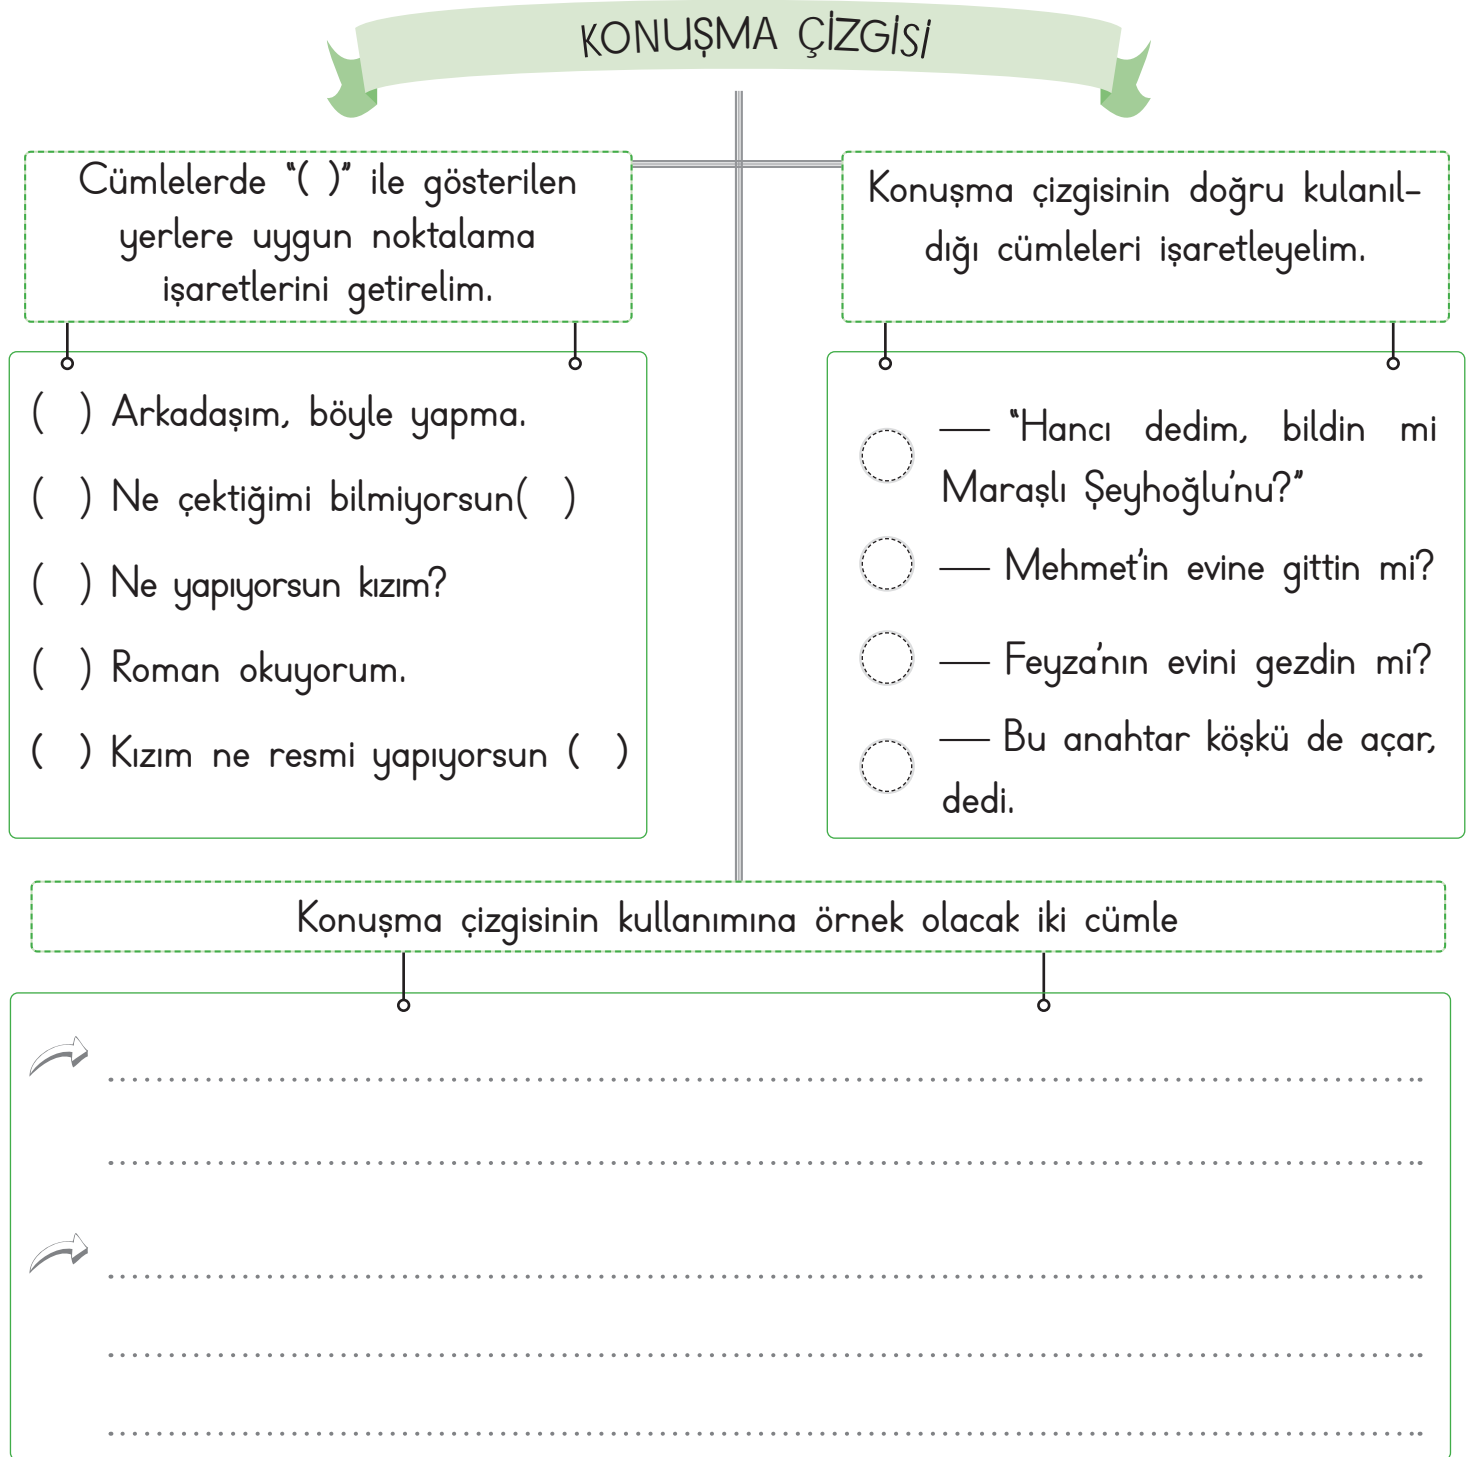 KONUŞMA ÇİZGİSİ
Cümlelerde “( )” ile gösterilen
yerlere uygun noktalama
işaretlerini getirelim.
( ) Arkadaşım, böyle yapma.
( ) Ne çektiğimi bilmiyorsun( )
( ) Ne yapıyorsun kızım?
( ) Roman okuyorum.
( ) Kızım ne resmi yapıyorsun ( )
Konuşma çizgisinin doğru kulanıl-
dığı cümleleri işaretleyelim.
— “Hancı dedim, bildin mi
Maraşlı Şeyhoğlu’nu?”
— Mehmet’in evine gittin mi?
— Feyza’nın evini gezdin mi?
— Bu anahtar köşkü de açar,
dedi.
Konuşma çizgisinin kullanımına örnek olacak iki cümle